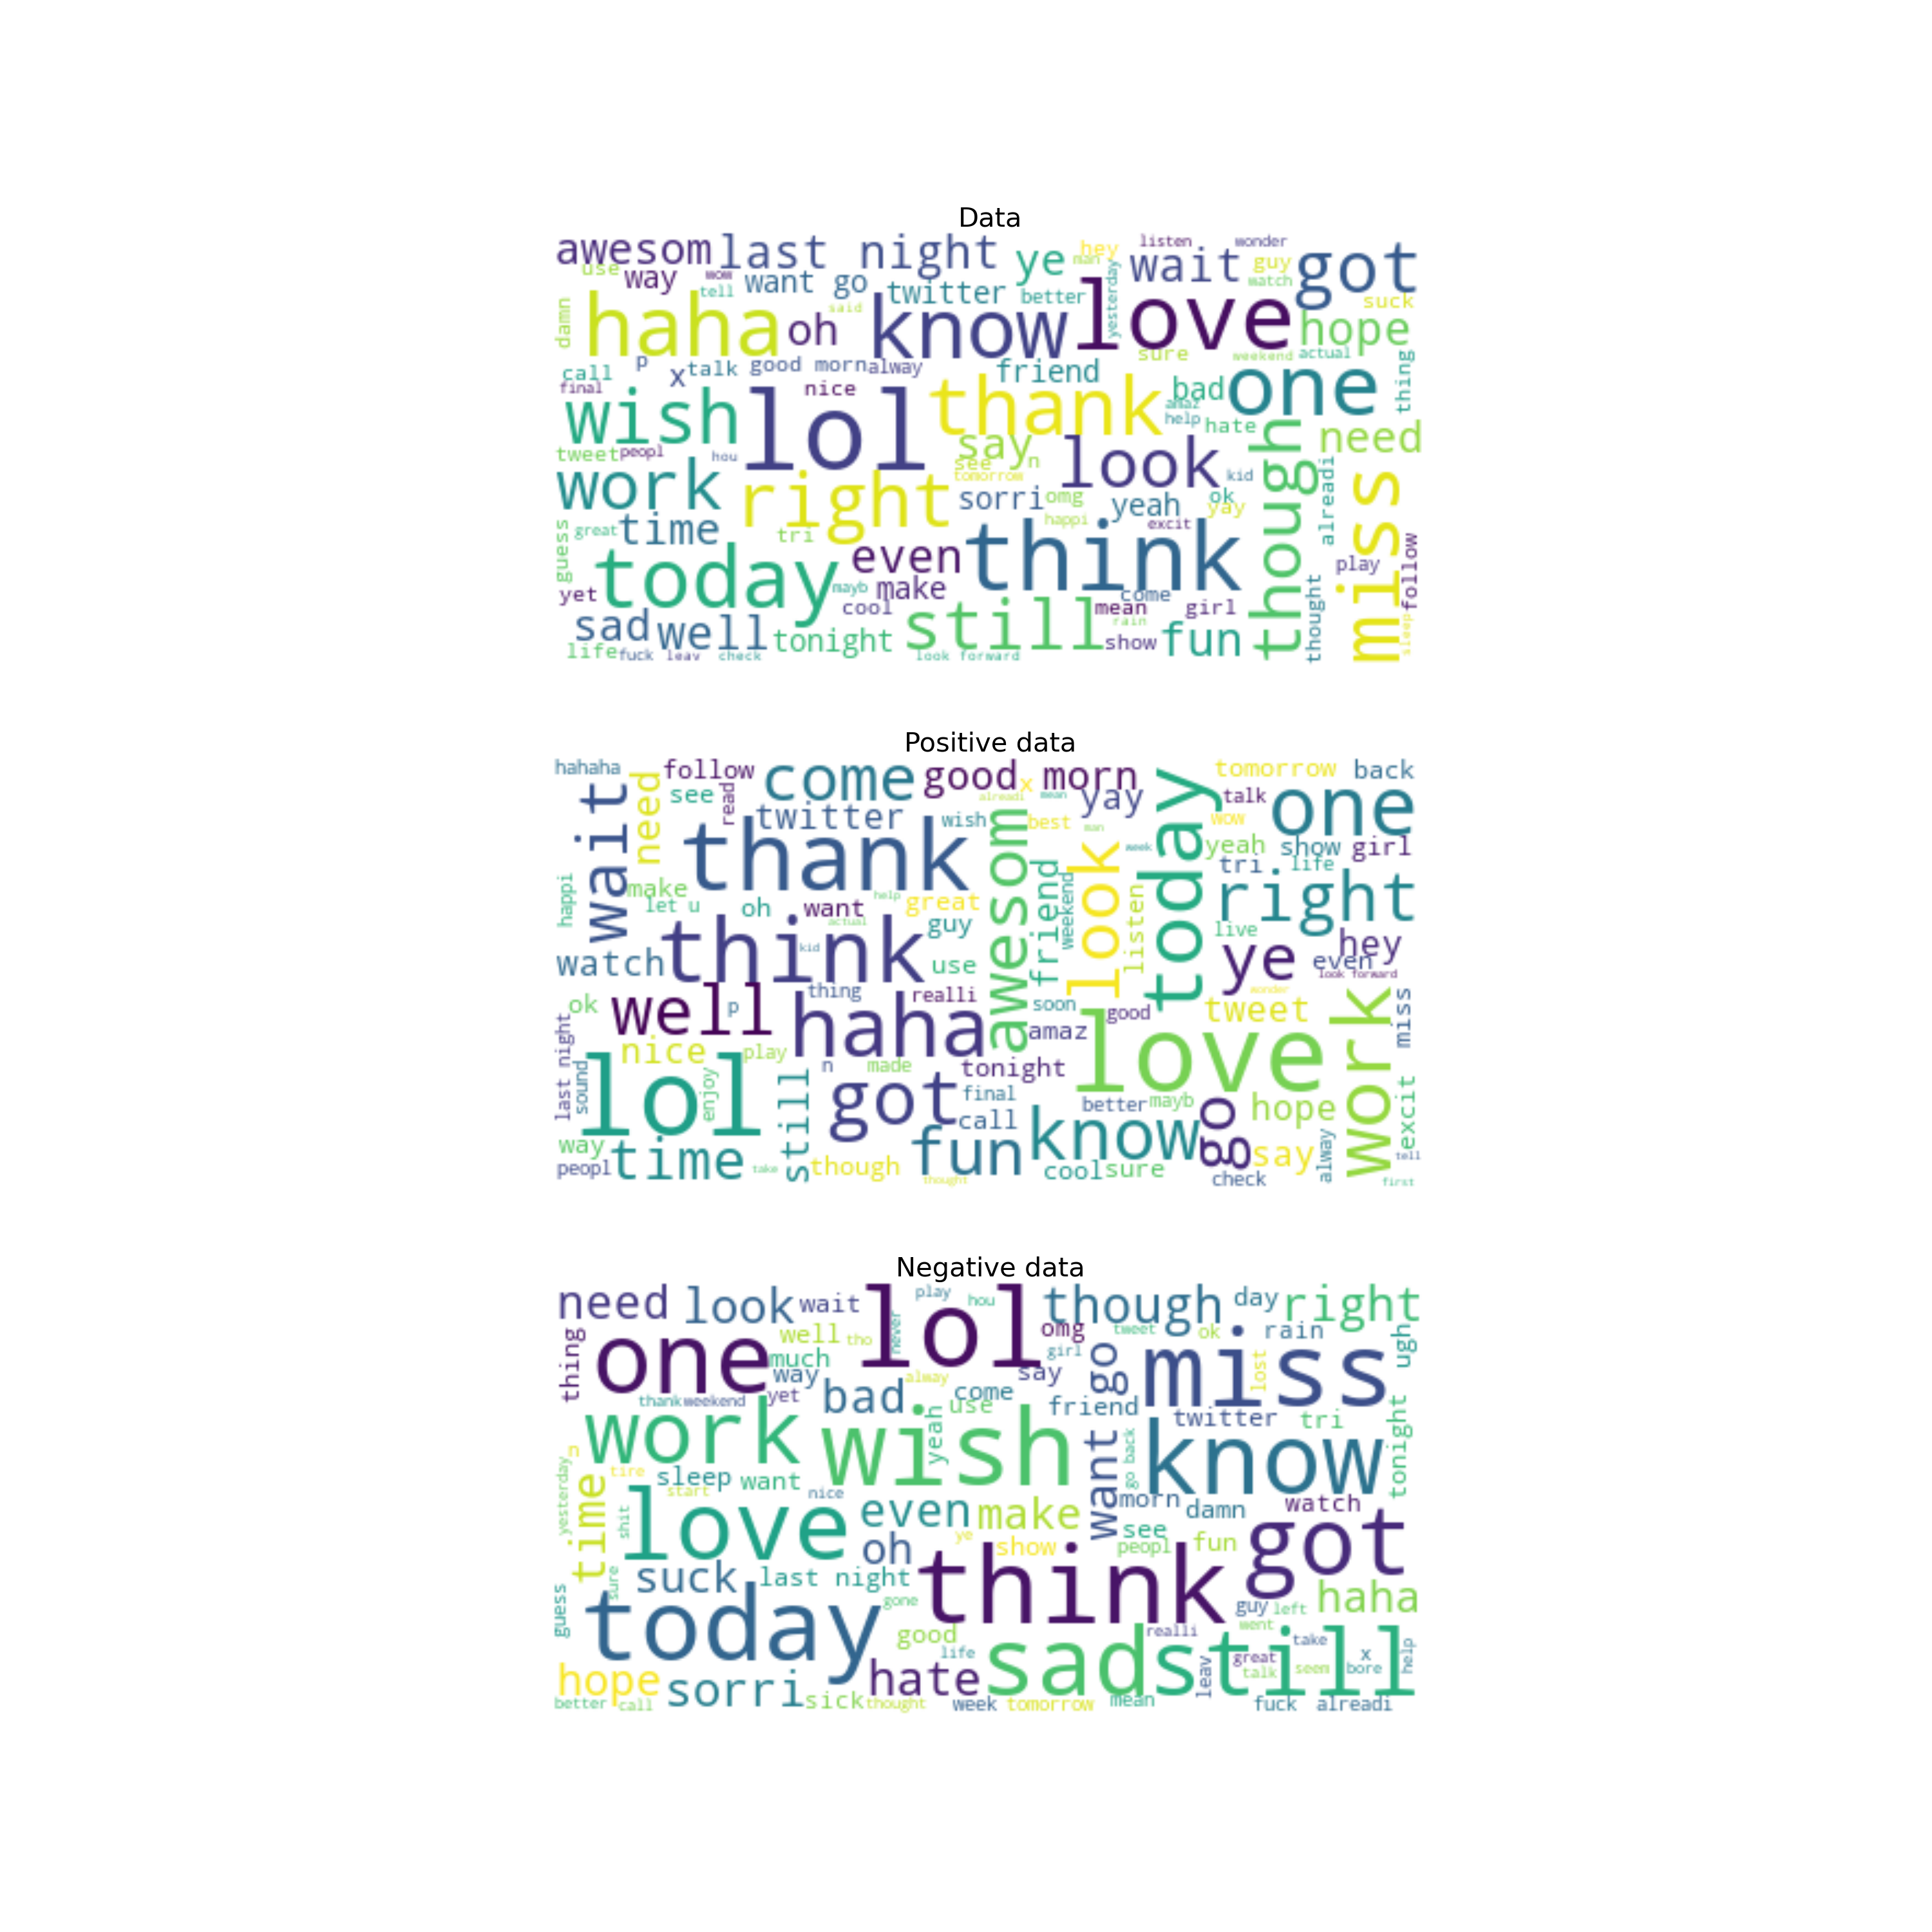 Data
awesom last night ye hey man listen wonder wait guy got
use way wow want go twitter better yesterday watch suck
tell said
damn haha oh know love hope
p x talk good morn alway friend sure weekend actual thing
call
final nice thank bad one
wish lol amaz help hate need
tweet peopl hou say n look kid
see tomorrow
work right sorri omg yeah ok yay though alreadi miss
great time tri happi excit
guess today even think play follow
yet mayb make come
cool still mean girl thought
sad well tonight rain show fun sleep
life fuck leav check look forward
Positive data
hahaha need follow come good morn x today tomorrow back
see read alreadi mean yay talk one
wait twitter wish awesom best man wow
thank look week yeah show girl
tri life
happi make help friend weekend right
let u oh want great listen
actual guy live
watch think kid use ye hey even
look forward
ok well p thing realli soon good wonder tweet work miss
haha amaz love
last night nice play
sound lol enjoy still n made tonight
got final better mayb go hope excit
way call know say alway tell
peopl time take though fun cool sure check first
thought
Negative data
need look wait lol play hou though day right
well tho never omg tweet ok rain ugh
thing one much girl miss lost
way alway say go
thank weekend yet bad come friend
use twitter tri tonight
work wish yeah want go back know
n
yesterday time tire sleep want
start nice morn damn watch
shit love even make see got
oh ye show peopl fun
suck last night think
guess sure today gone guy left haha
good realli went
life sad still take
hope sorri hate leav great talk seem x bore help
better call sick thought week tomorrow mean fuck alreadi